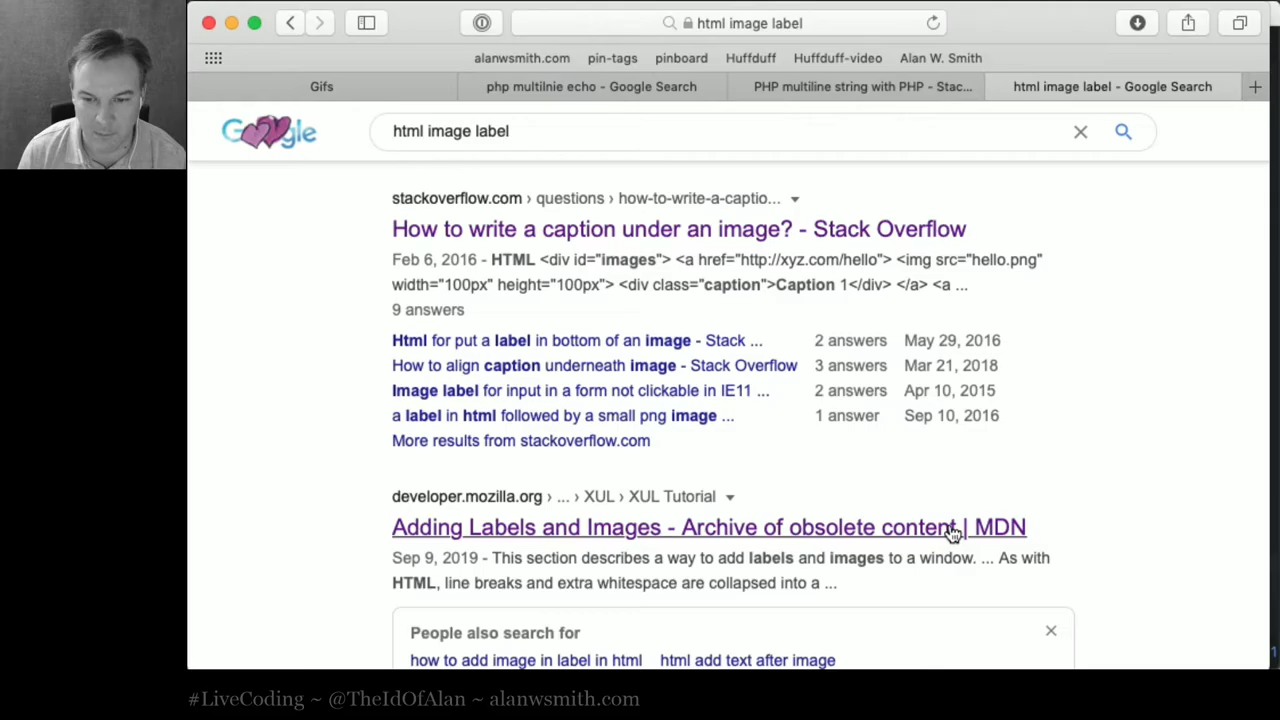 html image label
alanwsmith.com pin-tags pinboard Huffduff Huffduff-video Alan W. Smith
Gifs php multilnie echo - Google Search PHP multiline string with PHP - Stac... html image label - Google Search
Google html image label
stackoverflow.com › questions › how-to-write-a-captio...
How to write a caption under an image? - Stack Overflow
Feb 6, 2016 - HTML <div id="images"> <a href="http://xyz.com/hello"> <img src="hello.png"
width="100px" height="100px"> <div class="caption">Caption 1</div> </a> <a ...
9 answers
Html for put a label in bottom of an image - Stack ... 2 answers May 29, 2016
How to align caption underneath image - Stack Overflow 3 answers Mar 21, 2018
Image label for input in a form not clickable in IE11 ... 2 answers Apr 10, 2015
a label in html followed by a small png image ... 1 answer Sep 10, 2016
More results from stackoverflow.com
developer.mozilla.org › ... › XUL › XUL Tutorial
Adding Labels and Images - Archive of obsolete content | MDN
Sep 9, 2019 - This section describes a way to add labels and images to a window. ... As with
HTML, line breaks and extra whitespace are collapsed into a ...
People also search for
how to add image in label in html html add text after image
#LiveCoding ~ @TheIdOfAlan ~ alanwsmith.com